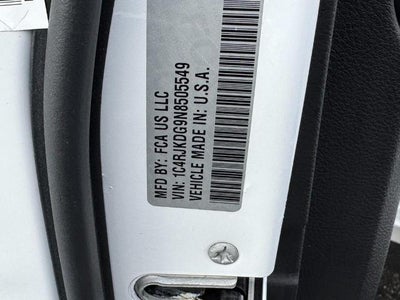 MFD BY: FCA US LLC
VIN: 1C4RJKDG9N8505549
VEHICLE MADE IN: U.S.A.